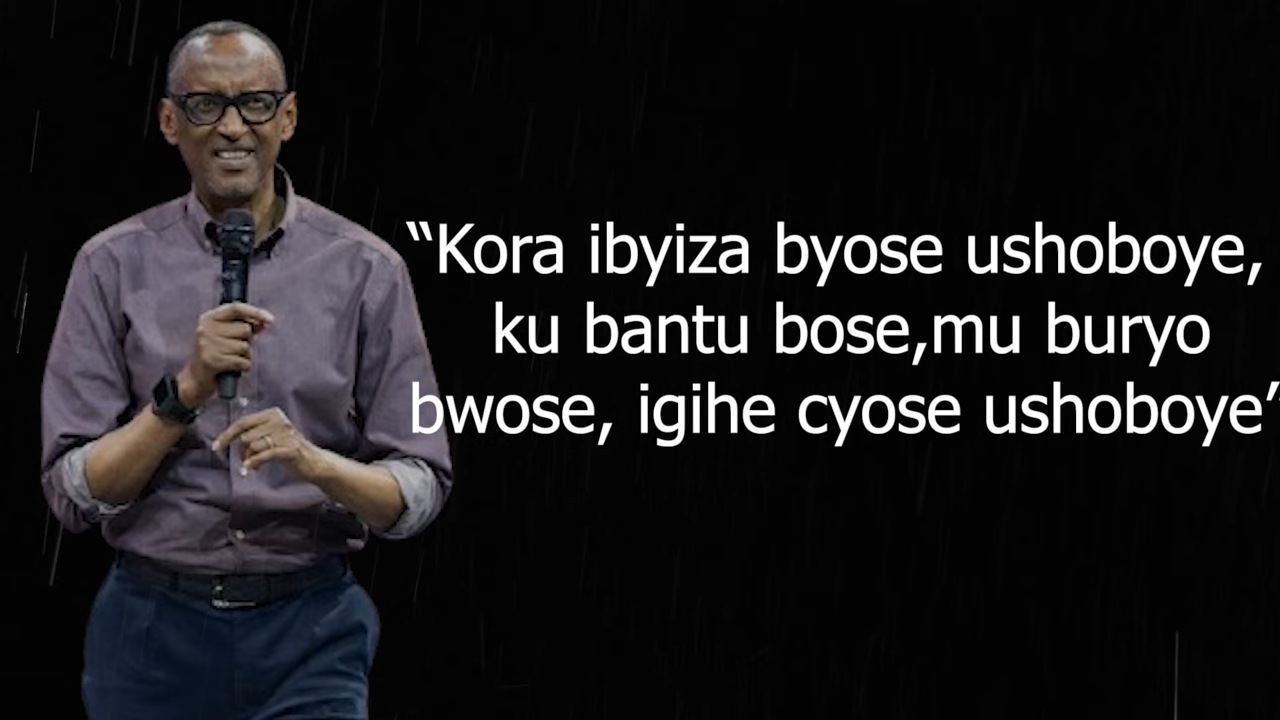 “Kora ibyiza byose ushoboye,
ku bantu bose,mu buryo
bwose, igihe cyose ushoboye”